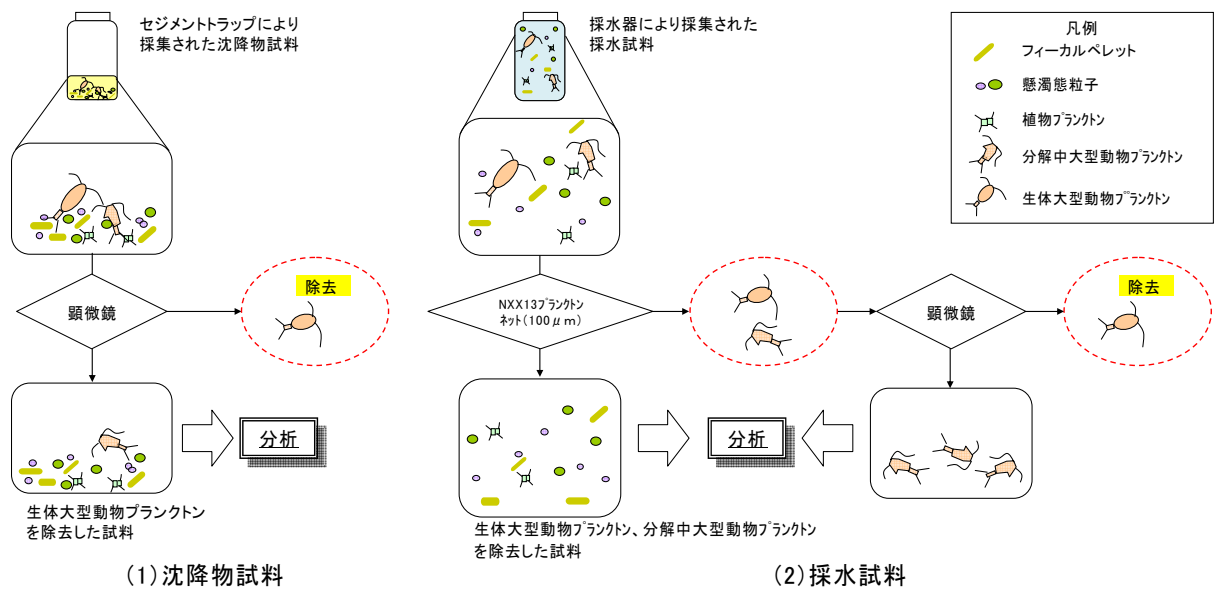 セジメントトラップにより
採集された沈降物試料
顕微鏡
除去
分析
生体大型動物プランクトン
を除去した試料
(1)沈降物試料
採水器により採集された
採水試料
NXX13プランクトン
ネット(100μm)
顕微鏡
除去
分析
生体大型動物プランクトン、分解中大型動物プランクトン
を除去した試料
(2)採水試料
凡例
フィーカルペレット
懸濁態粒子
植物プランクトン
分解中大型動物プランクトン
生体大型動物プランクトン